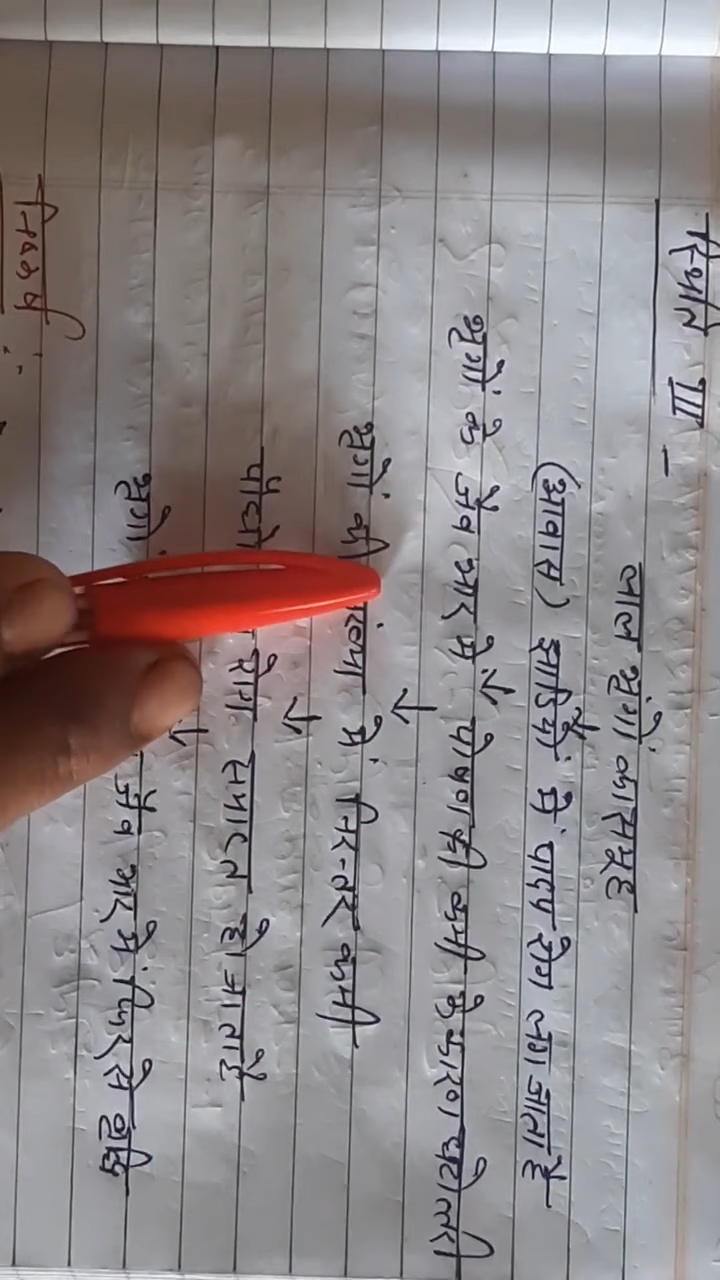 स्थिति III -
लाल भृंगों का समूह
↓
(आवास) झाड़ियों में पादप रोग लग जाता है
↓
भृंगों के जैव भार में पोषण की कमी के कारण घटोतरी
↓
भृंगों की संख्या में निरन्तर कमी
↓
रोग समाप्त हो जाता है
↓
भृंगों जैव भार में फिर से वृद्धि
निष्कर्ष :